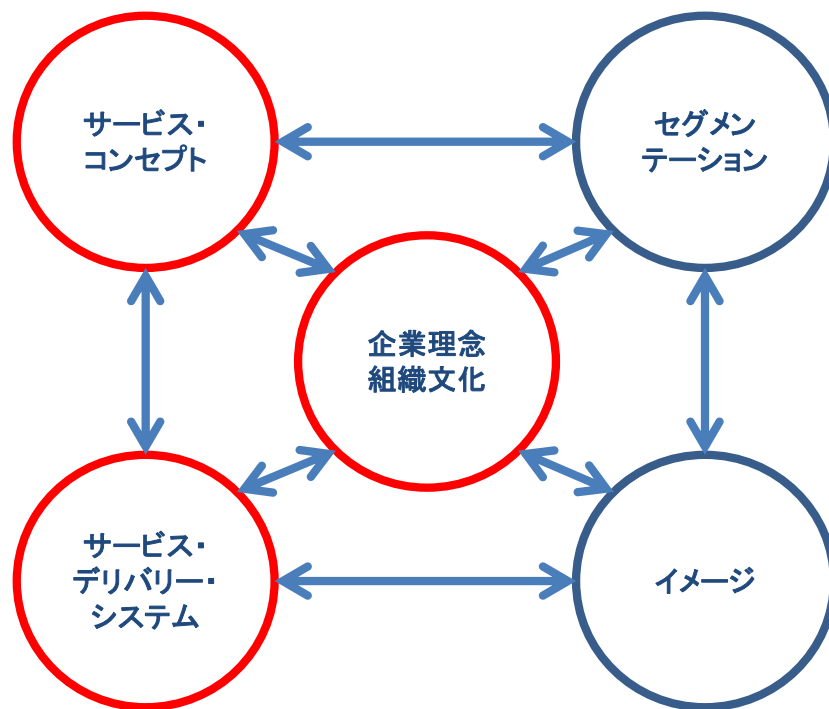 サービス・
コンセプト
セグメン
テーション
企業理念
組織文化
サービス・
デリバリー・
システム
イメージ